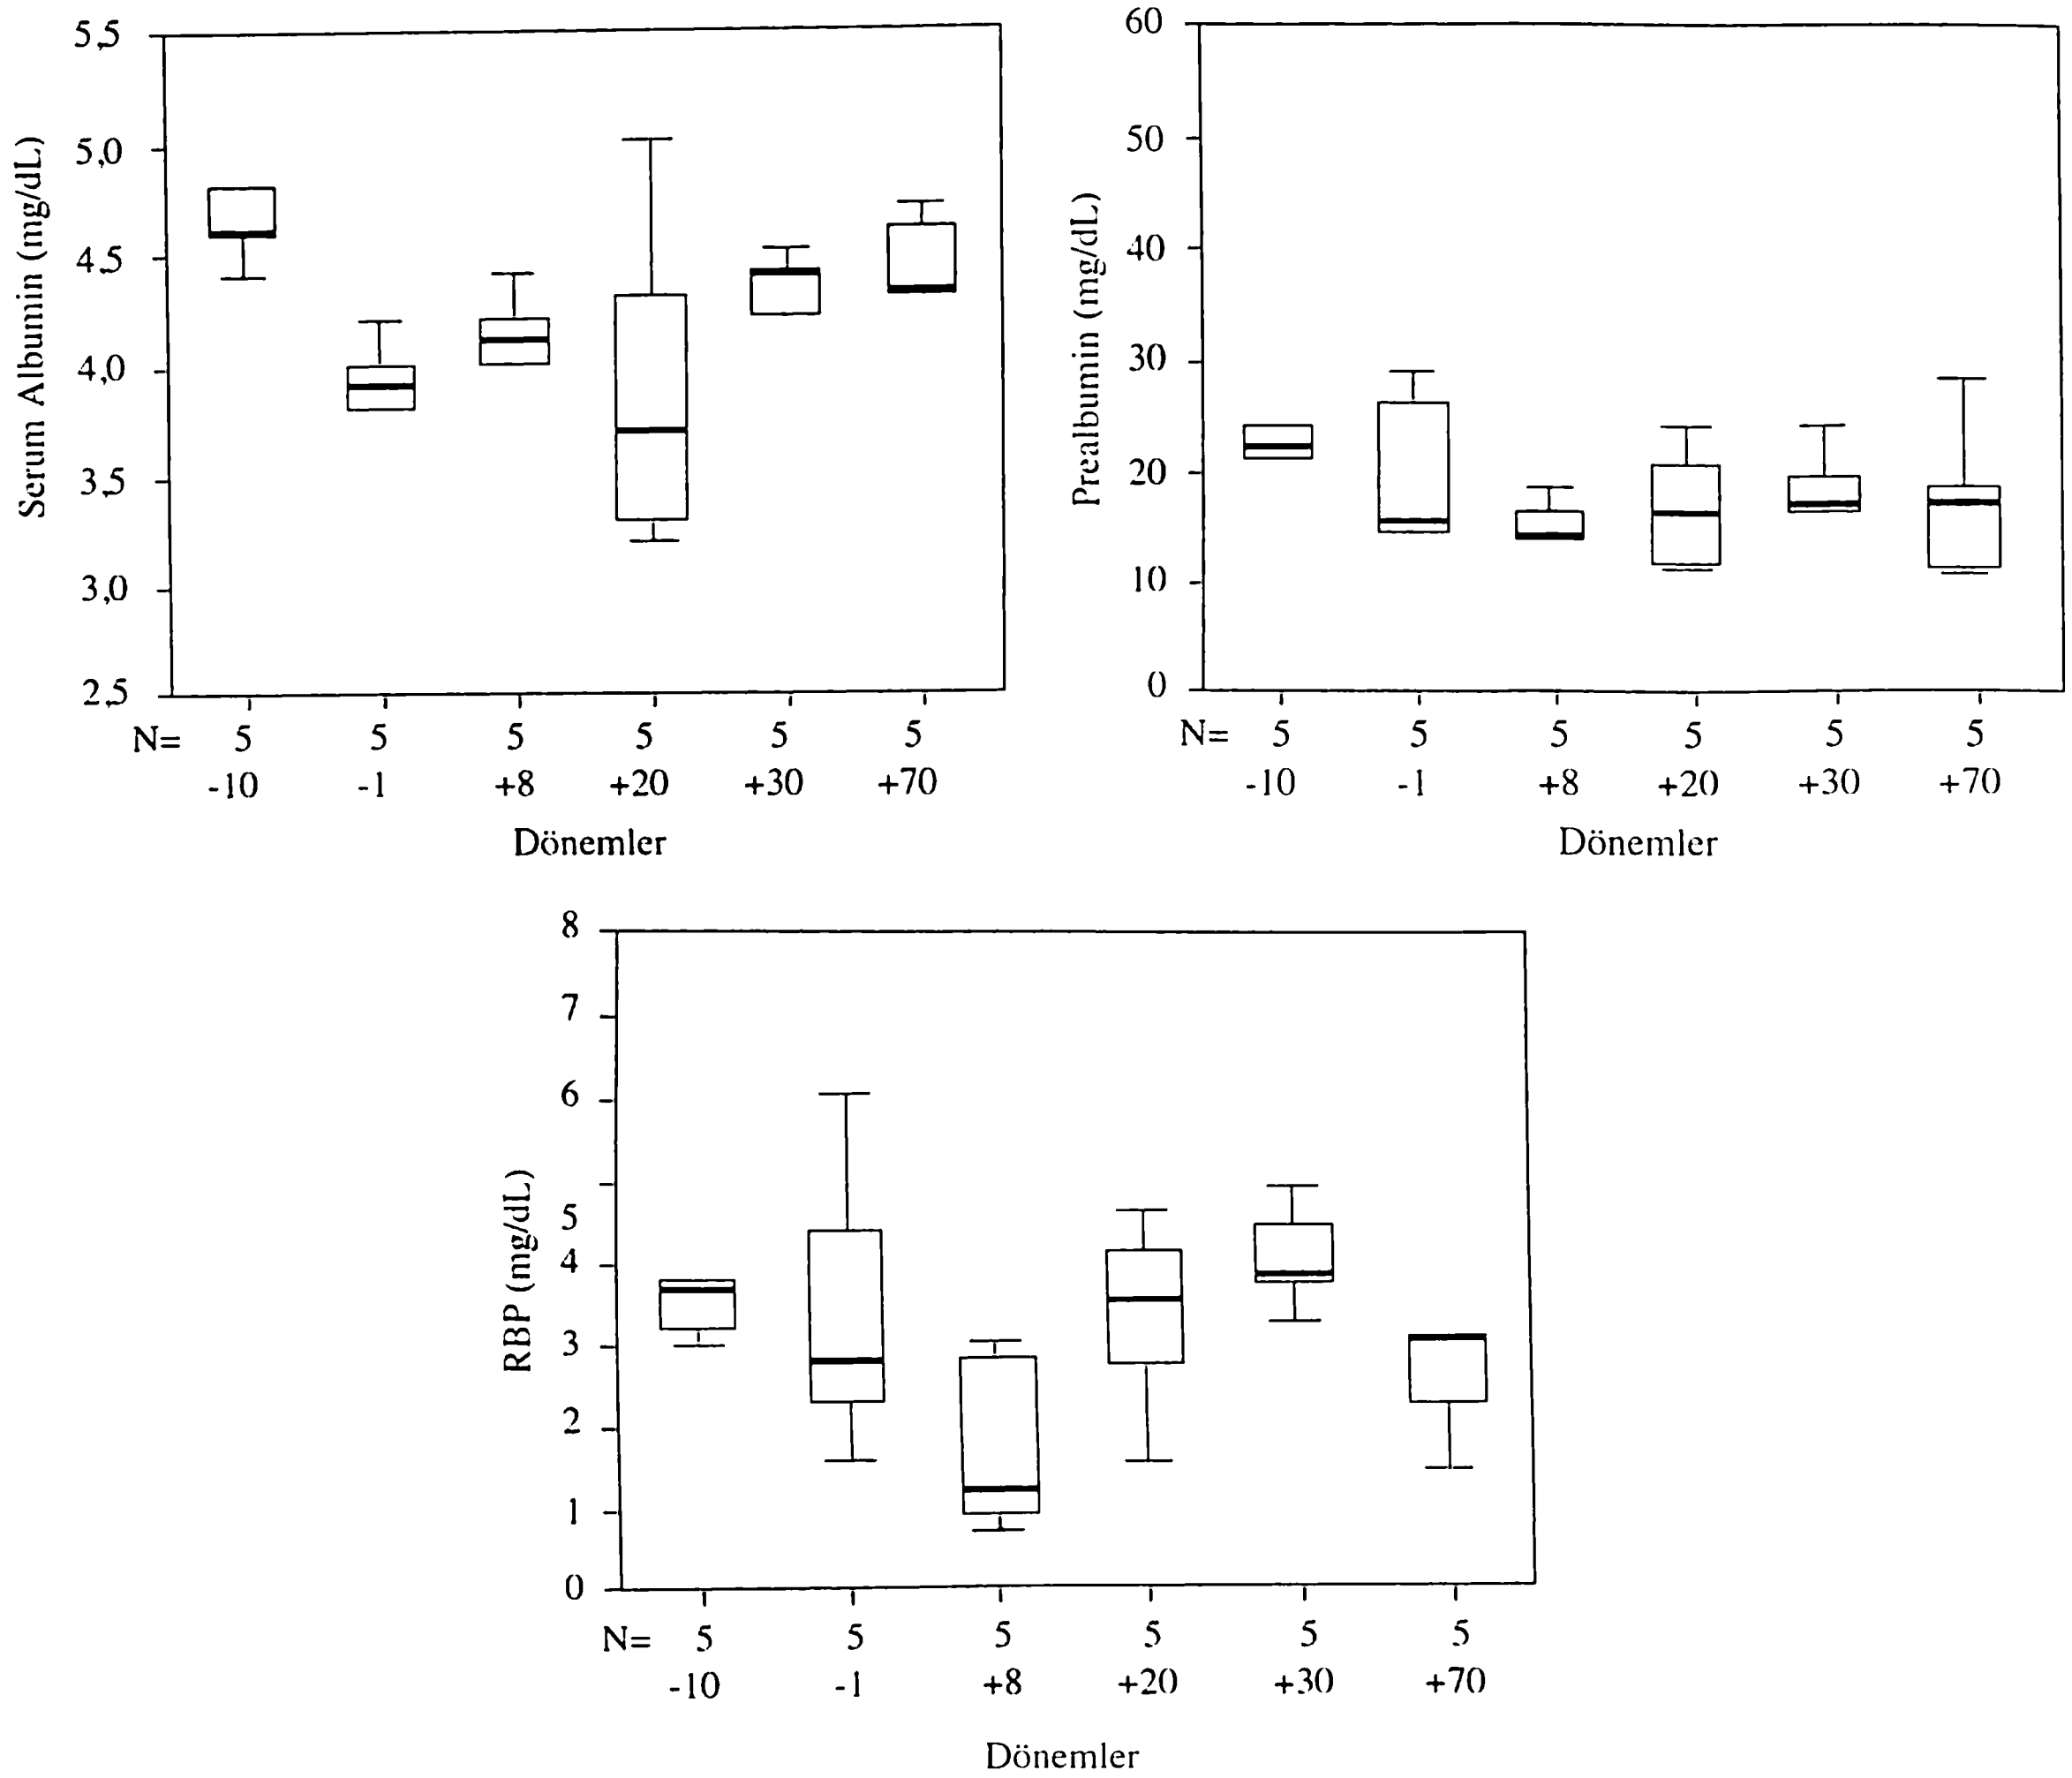 Serum Albumin (mg/dL)
5,5
5,0
4,5
4,0
3,5
3,0
2,5
N= 5 5 5 5 5 5
-10 -1 +8 +20 +30 +70
Dönemler
Prealbumin (mg/dL)
60
50
40
30
20
10
0
N= 5 5 5 5 5 5
-10 -1 +8 +20 +30 +70
Dönemler
RBP (mg/dL)
8
7
6
5
4
3
2
1
0
N= 5 5 5 5 5 5
-10 -1 +8 +20 +30 +70
Dönemler